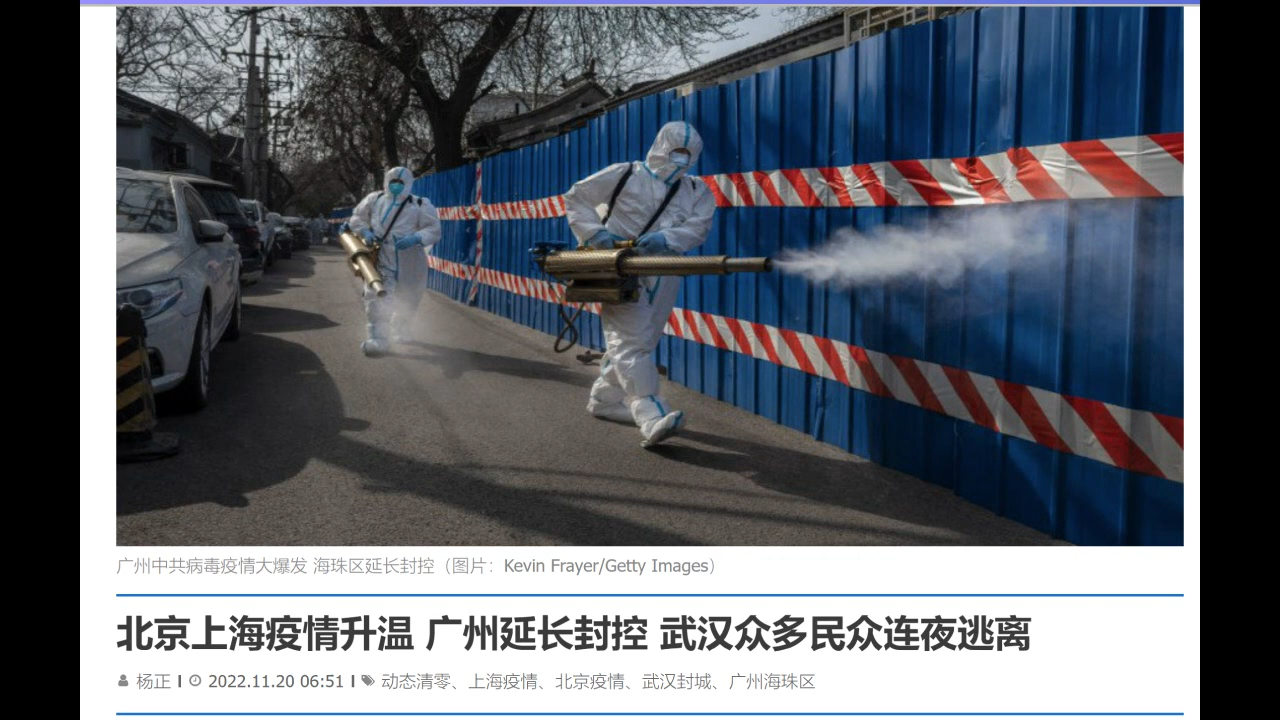 广州中共病毒疫情大爆发 海珠区延长封控（图片：Kevin Frayer/Getty Images）
北京上海疫情升温 广州延长封控 武汉众多民众连夜逃离
杨正 I 2022.11.20 06:51 I 动态清零、上海疫情、北京疫情、武汉封城、广州海珠区